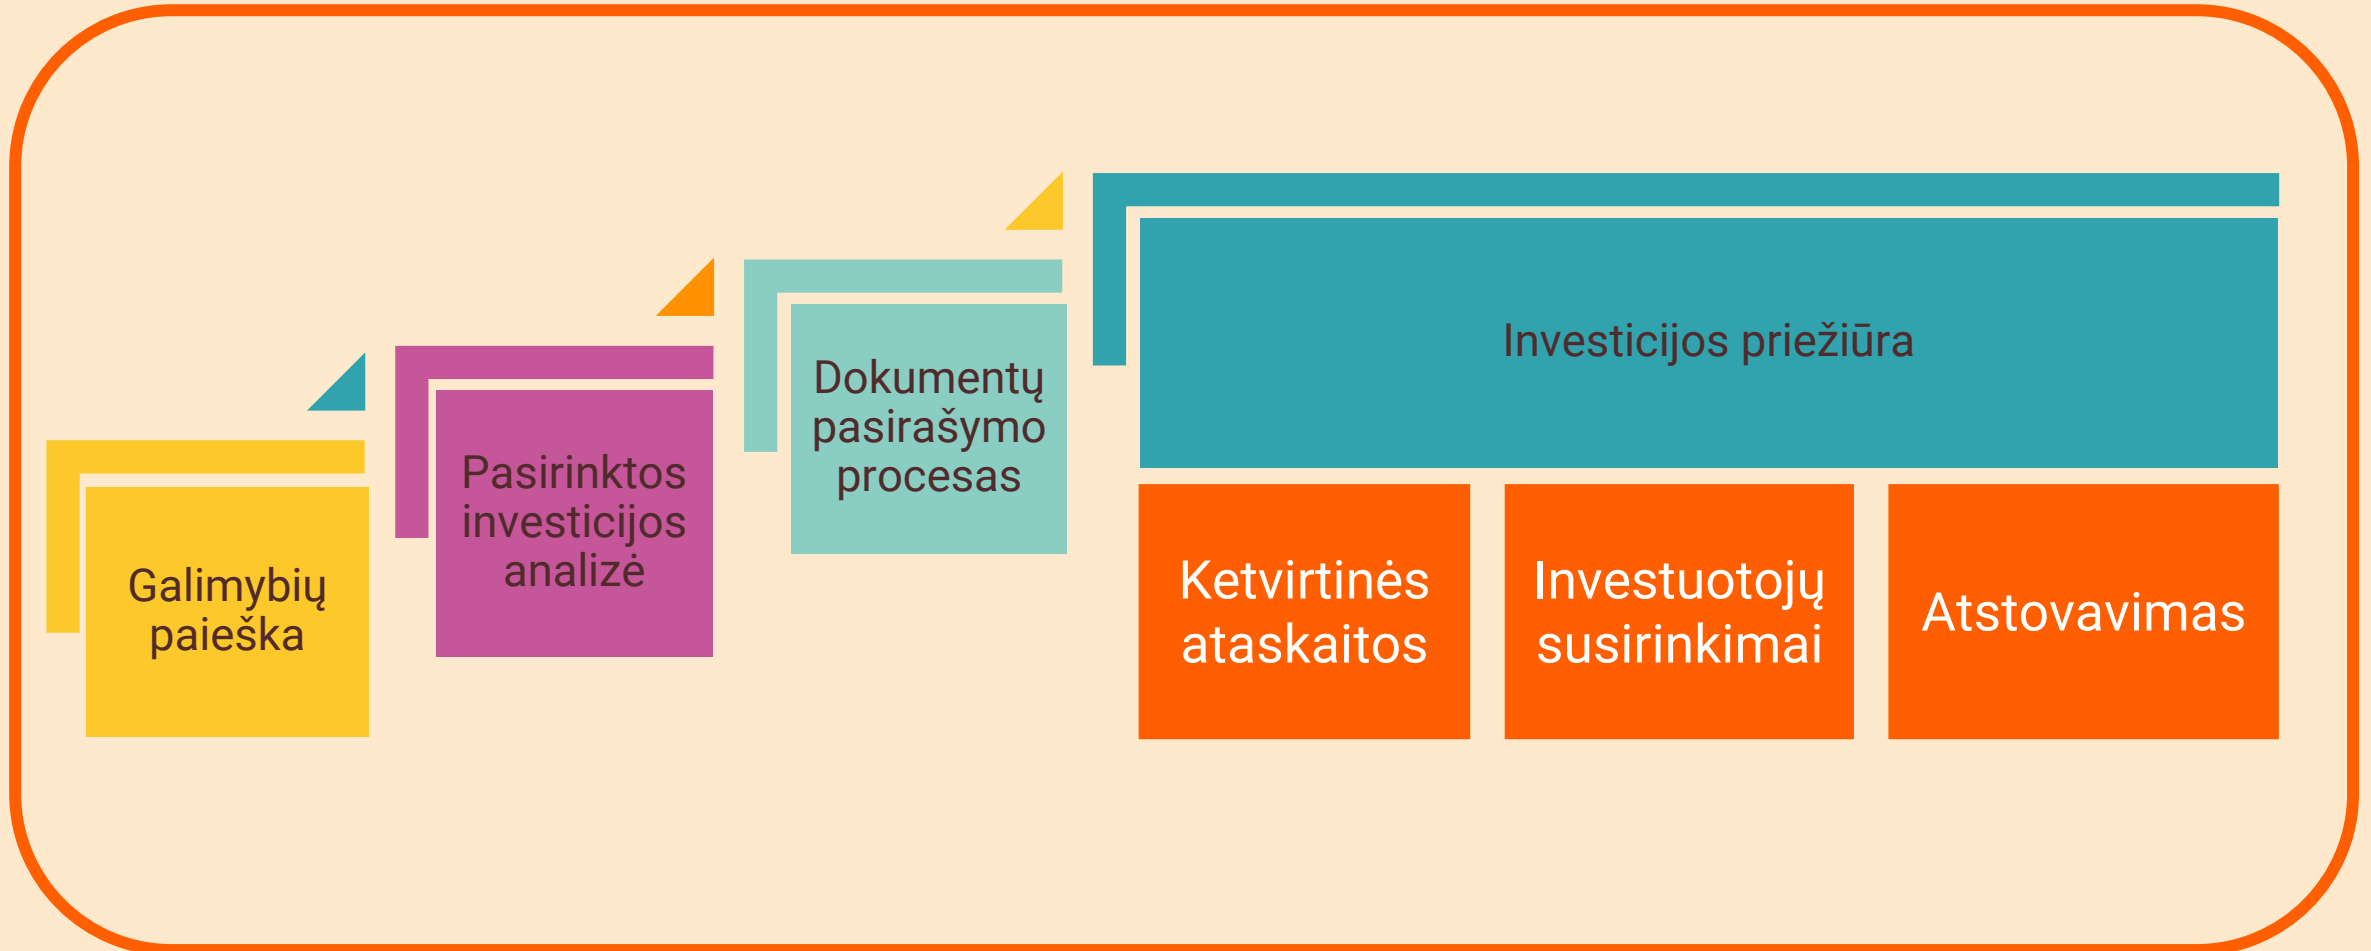 Galimybių
paieška
Pasirinktos
investicijos
analizė
Dokumentų
pasirašymo
procesas
Investicijos priežiūra
Ketvirtinės
ataskaitos
Investuotojų
susirinkimai
Atstovavimas